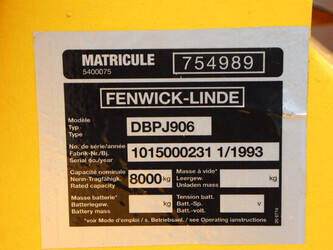 MATRICULE 754989
5400075
FENWICK-LINDE
Modèle
Typ
Type
DBPJ906
No. de série/année
Fabrik-Nr./Bj.
Serial no./year
1015000231 1/1993
Capacité nominale
Nenn-Tragfähigk.
Rated capacity
8000 kg
Masse à vide*
Leergew.
Unladen mass
kg
Masse batterie*
Batteriegew.
Battery mass
kg
Tension batt.
Batt.-Sp.
Batt.-volt.
v
*voir Mode d'emploi / s. Betriebsanl. / see Operating instructions